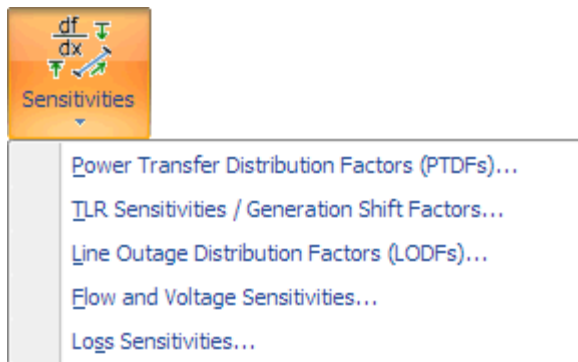 df
dx
Sensitivities
Power Transfer Distribution Factors (PTDFs)...
TLR Sensitivities / Generation Shift Factors...
Line Outage Distribution Factors (LODFs)...
Flow and Voltage Sensitivities...
Loss Sensitivities...